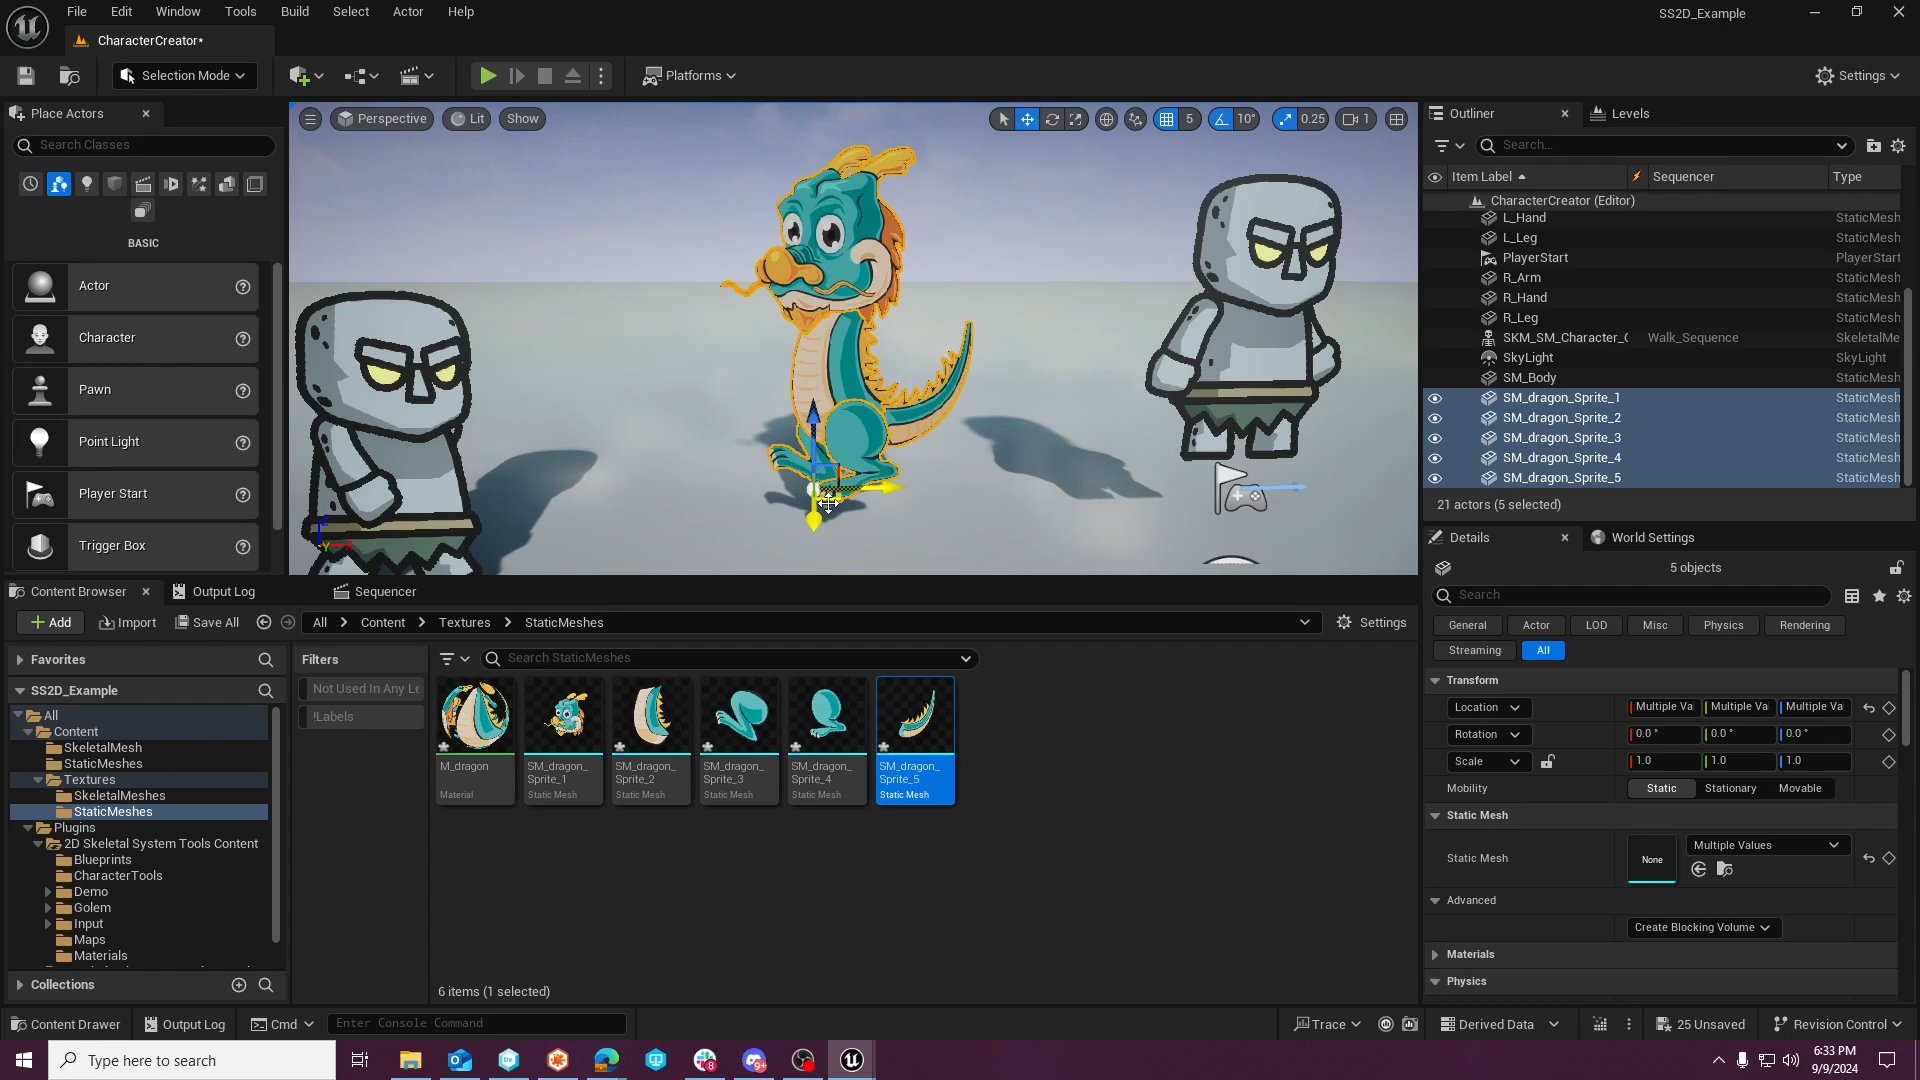 File Edit Window Tools Build Select Actor Help
SS2D_Example
CharacterCreator*
Selection Mode
Platforms
Settings
Place Actors
Search Classes
BASIC
Actor
Character
Pawn
Point Light
Player Start
Trigger Box
Perspective
Lit
Show
5
10°
0.25
1
Outliner
Levels
Search...
Item Label
Sequencer
Type
CharacterCreator (Editor)
L_Hand StaticMesh
L_Leg StaticMesh
PlayerStart PlayerStart
R_Arm StaticMesh
R_Hand StaticMesh
R_Leg StaticMesh
SKM_SM_Character_C Walk_Sequence SkeletalMe
SkyLight SkyLight
SM_Body StaticMesh
SM_dragon_Sprite_1 StaticMesh
SM_dragon_Sprite_2 StaticMesh
SM_dragon_Sprite_3 StaticMesh
SM_dragon_Sprite_4 StaticMesh
SM_dragon_Sprite_5 StaticMesh
21 actors (5 selected)
Details
World Settings
5 objects
Search
General Actor LOD Misc Physics Rendering
Streaming All
Transform
Location Multiple Va Multiple Va Multiple Va
Rotation 0.0 ° 0.0 ° 0.0 °
Scale 1.0 1.0 1.0
Mobility Static Stationary Movable
Static Mesh
Static Mesh None Multiple Values
Advanced
Create Blocking Volume
Materials
Physics
Content Browser
Output Log
Sequencer
Add Import Save All All Content Textures StaticMeshes Settings
Favorites
SS2D_Example
All
Content
SkeletalMesh
StaticMeshes
Textures
SkeletalMeshes
StaticMeshes
Plugins
2D Skeletal System Tools Content
Blueprints
CharacterTools
Demo
Golem
Input
Maps
Materials
Collections
Filters
Not Used In Any Le
!Labels
Search StaticMeshes
M_dragon
Material
SM_dragon_
Sprite_1
Static Mesh
SM_dragon_
Sprite_2
Static Mesh
SM_dragon_
Sprite_3
Static Mesh
SM_dragon_
Sprite_4
Static Mesh
SM_dragon_
Sprite_5
Static Mesh
6 items (1 selected)
Content Drawer Output Log Cmd Enter Console Command Trace Derived Data 25 Unsaved Revision Control
Type here to search
8
9+
6:33 PM
9/9/2024